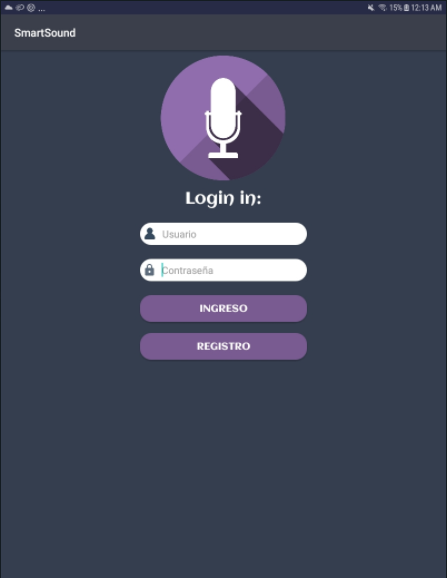 ... 15% 12:13 AM
SmartSound
Login in:
Usuario
Contraseña
INGRESO
REGISTRO